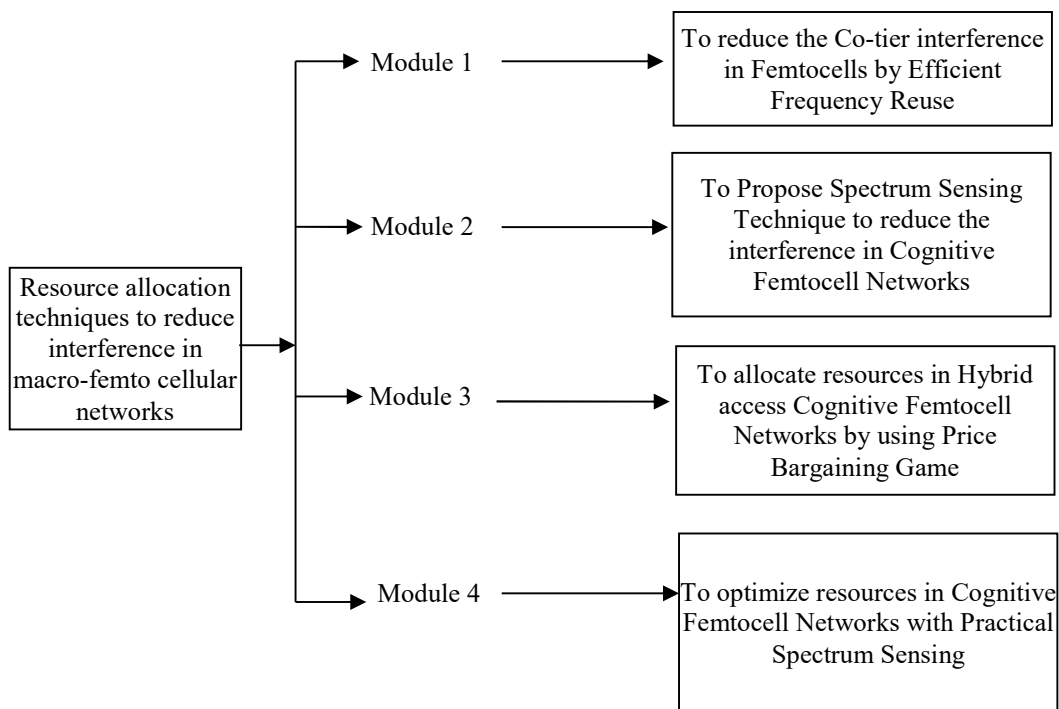 Resource allocation
techniques to reduce
interference in
macro-femto cellular
networks
Module 1
To reduce the Co-tier interference
in Femtocells by Efficient
Frequency Reuse
Module 2
To Propose Spectrum Sensing
Technique to reduce the
interference in Cognitive
Femtocell Networks
Module 3
To allocate resources in Hybrid
access Cognitive Femtocell
Networks by using Price
Bargaining Game
Module 4
To optimize resources in Cognitive
Femtocell Networks with Practical
Spectrum Sensing